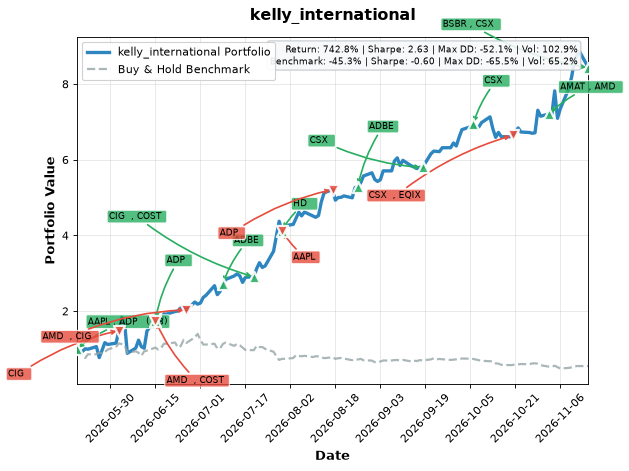 kelly_international
BSBR , CSX
kelly_international Portfolio
Buy & Hold Benchmark
Return: 742.8% | Sharpe: 2.63 | Max DD: -52.1% | Vol: 102.9%
enchmark: -45.3% | Sharpe: -0.60 | Max DD: -65.5% | Vol: 65.2%
CSX
AMAT , AMD
ADBE
CSX
CSX , EQIX
HD
CIG , COST
ADP
ADBE
AAPL
ADP
AMD , CIG
CIG
AMD , COST
8
6
4
2
Portfolio Value
2026-05-30
2026-06-15
2026-07-01
2026-07-17
2026-08-02
2026-08-18
2026-09-03
2026-09-19
2026-10-05
2026-10-21
2026-11-06
Date